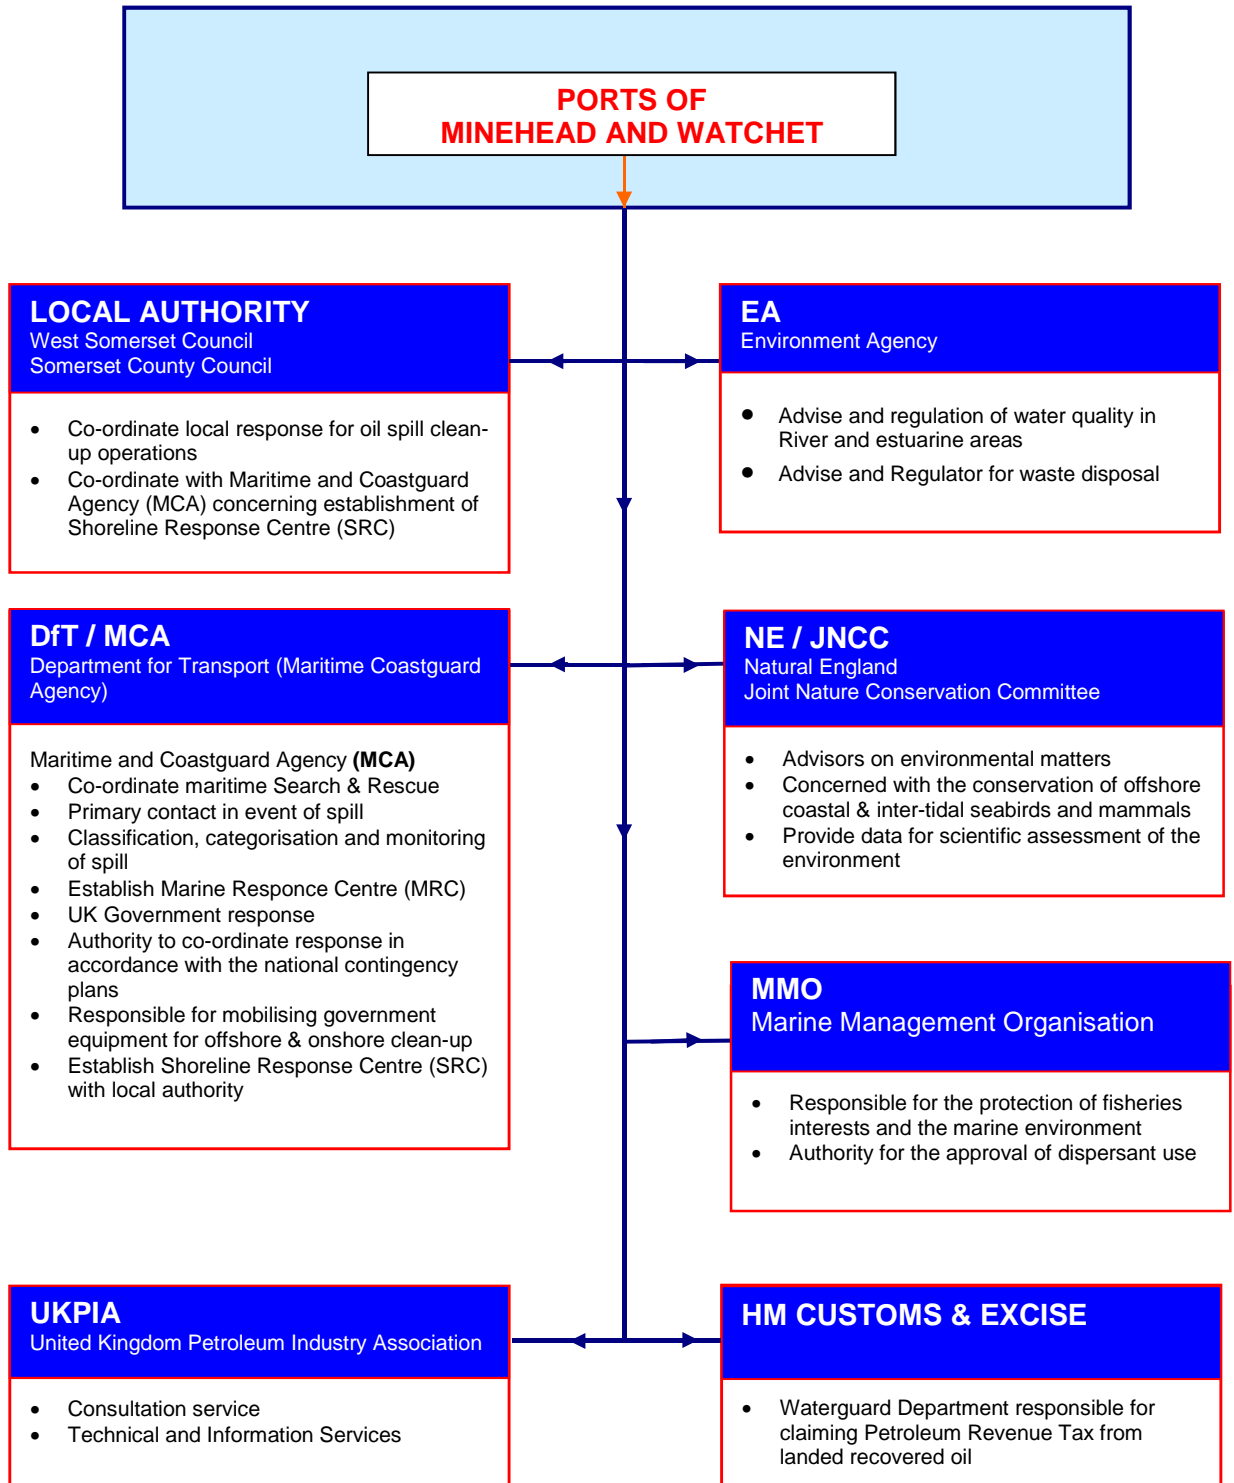 PORTS OF
MINEHEAD AND WATCHET
LOCAL AUTHORITY
West Somerset Council
Somerset County Council
• Co-ordinate local response for oil spill clean-
up operations
• Co-ordinate with Maritime and Coastguard
Agency (MCA) concerning establishment of
Shoreline Response Centre (SRC)
EA
Environment Agency
• Advise and regulation of water quality in
River and estuarine areas
• Advise and Regulator for waste disposal
DfT / MCA
Department for Transport (Maritime Coastguard
Agency)
Maritime and Coastguard Agency (MCA)
• Co-ordinate maritime Search & Rescue
• Primary contact in event of spill
• Classification, categorisation and monitoring
of spill
• Establish Marine Responce Centre (MRC)
• UK Government response
• Authority to co-ordinate response in
accordance with the national contingency
plans
• Responsible for mobilising government
equipment for offshore & onshore clean-up
• Establish Shoreline Response Centre (SRC)
with local authority
NE / JNCC
Natural England
Joint Nature Conservation Committee
• Advisors on environmental matters
• Concerned with the conservation of offshore
coastal & inter-tidal seabirds and mammals
• Provide data for scientific assessment of the
environment
MMO
Marine Management Organisation
• Responsible for the protection of fisheries
interests and the marine environment
• Authority for the approval of dispersant use
UKPIA
United Kingdom Petroleum Industry Association
• Consultation service
• Technical and Information Services
HM CUSTOMS & EXCISE
• Waterguard Department responsible for
claiming Petroleum Revenue Tax from
landed recovered oil